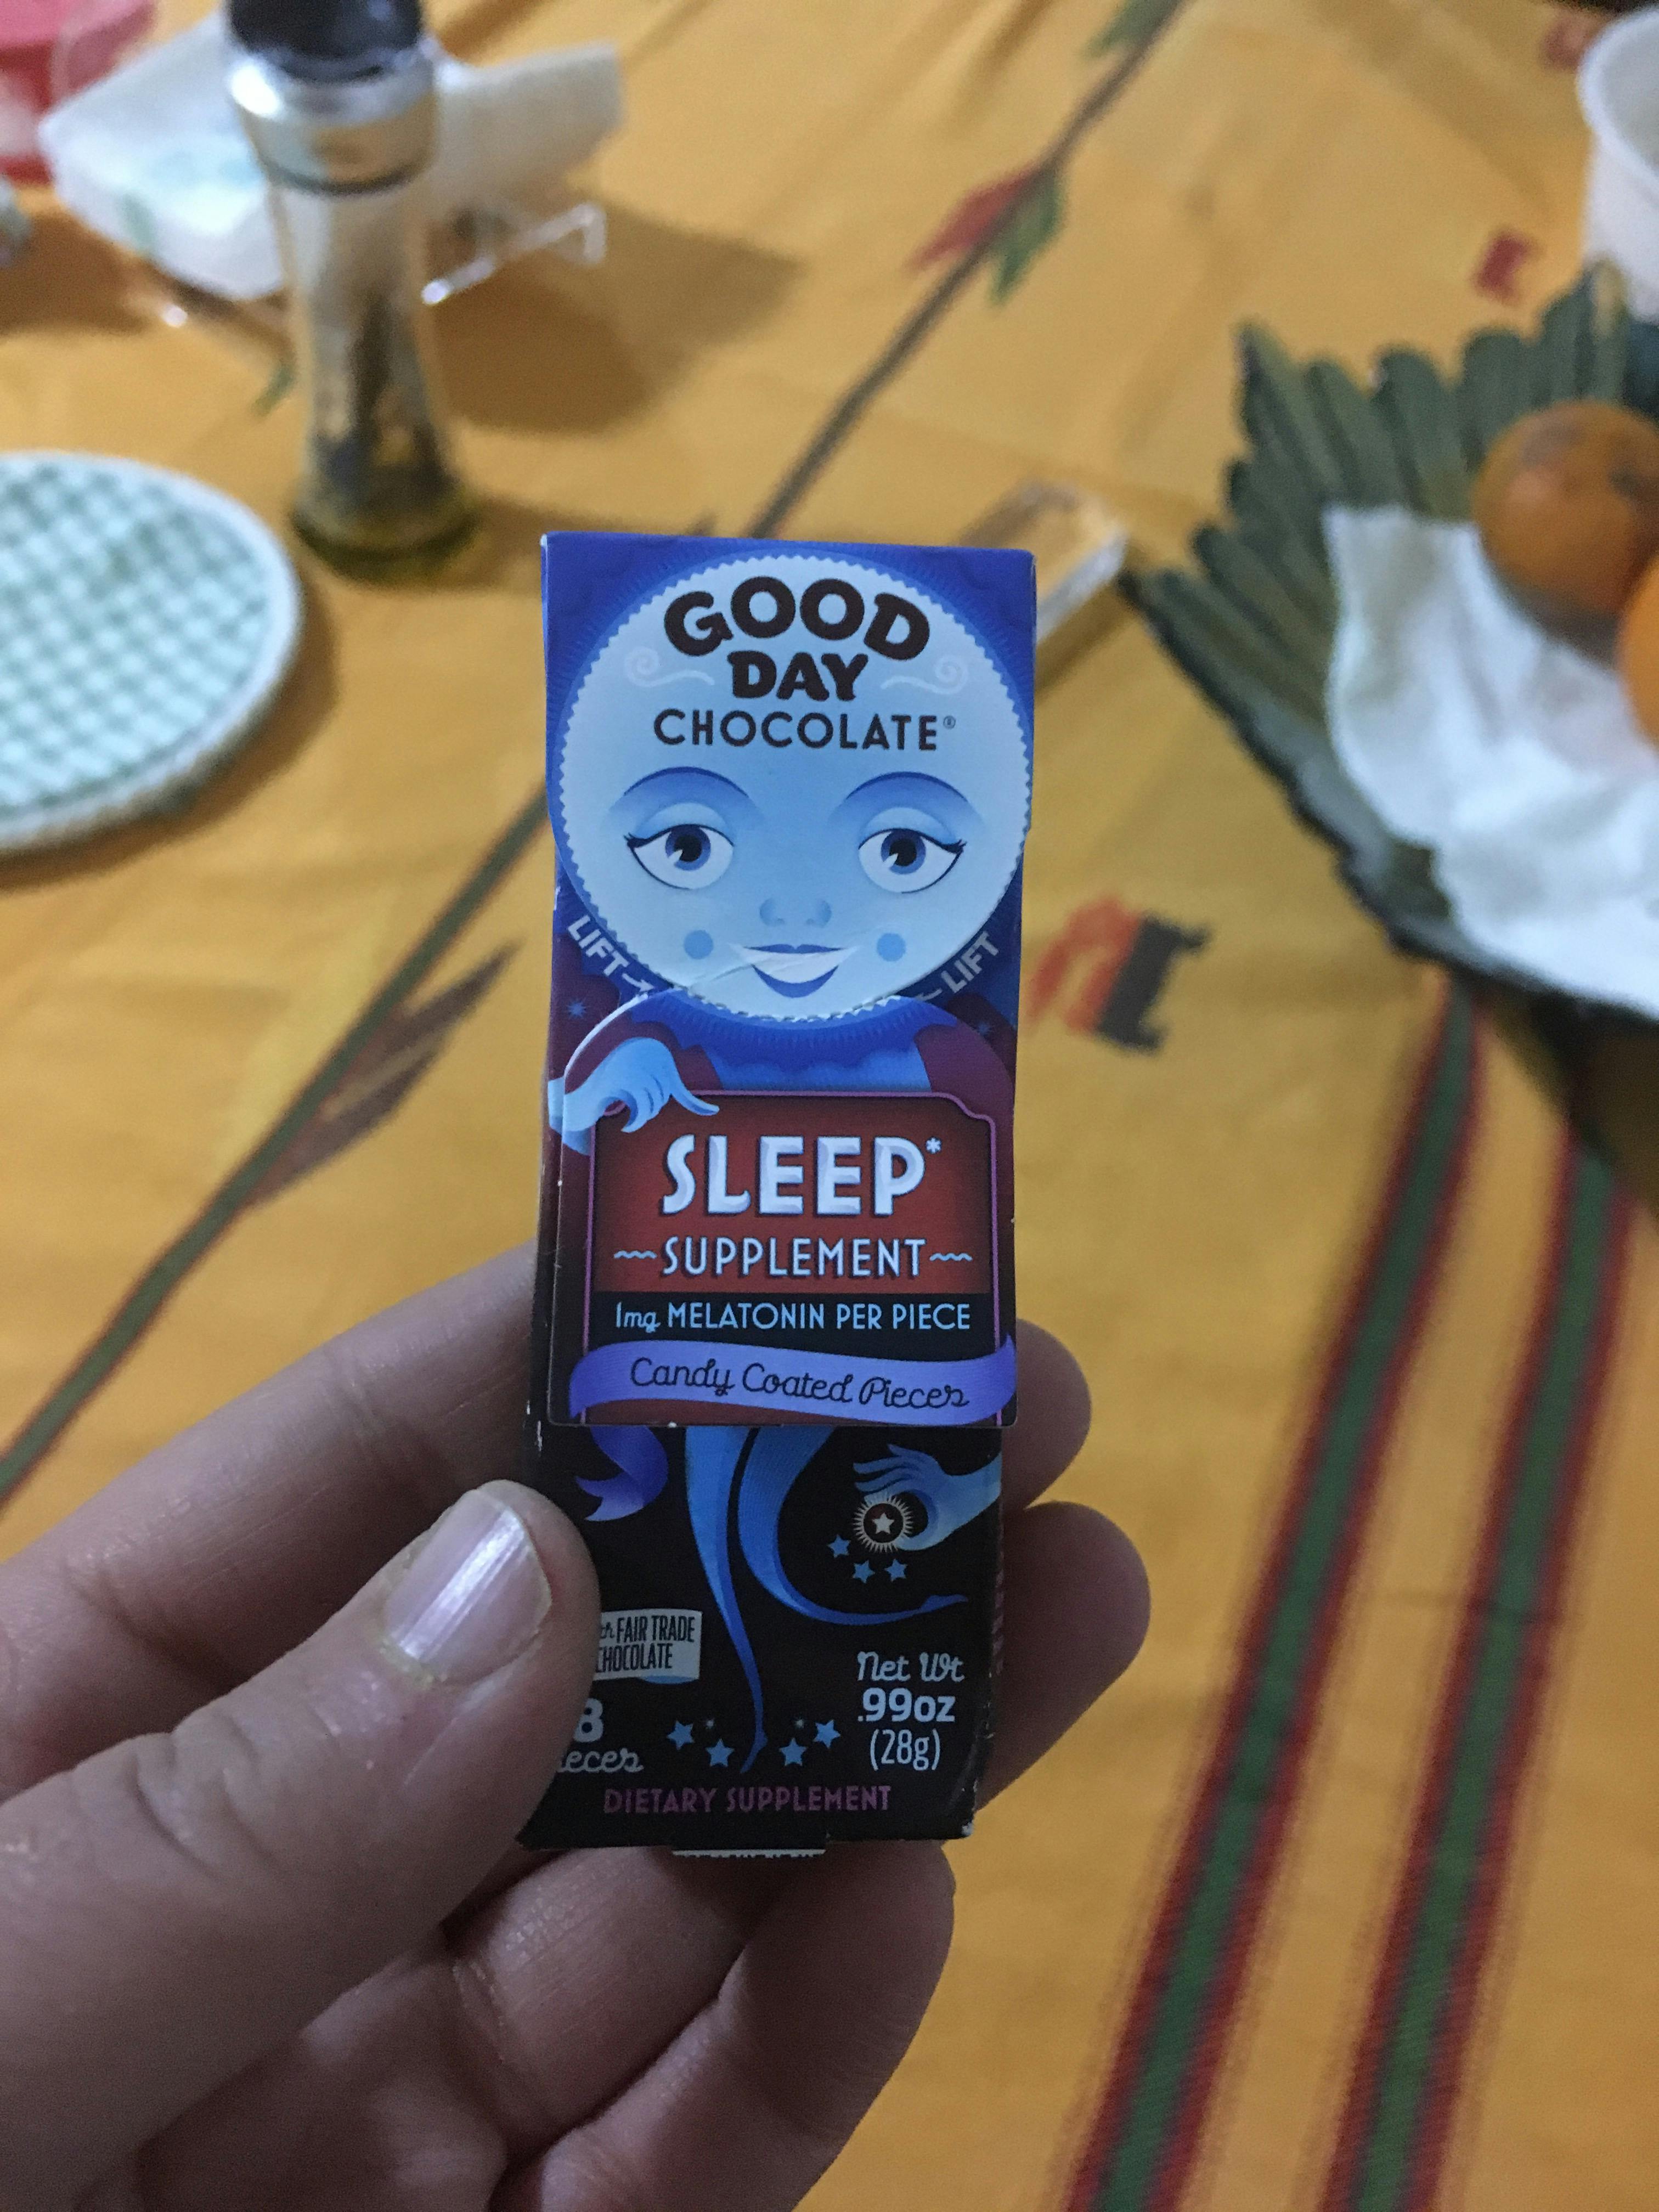 GOOD
DAY
CHOCOLATE®
LIFT→
←LIFT
SLEEP*
~SUPPLEMENT~
1mg MELATONIN PER PIECE
Candy Coated Pieces
FAIR TRADE
Net Wt
.99oz
(28g)
8
DIETARY SUPPLEMENT